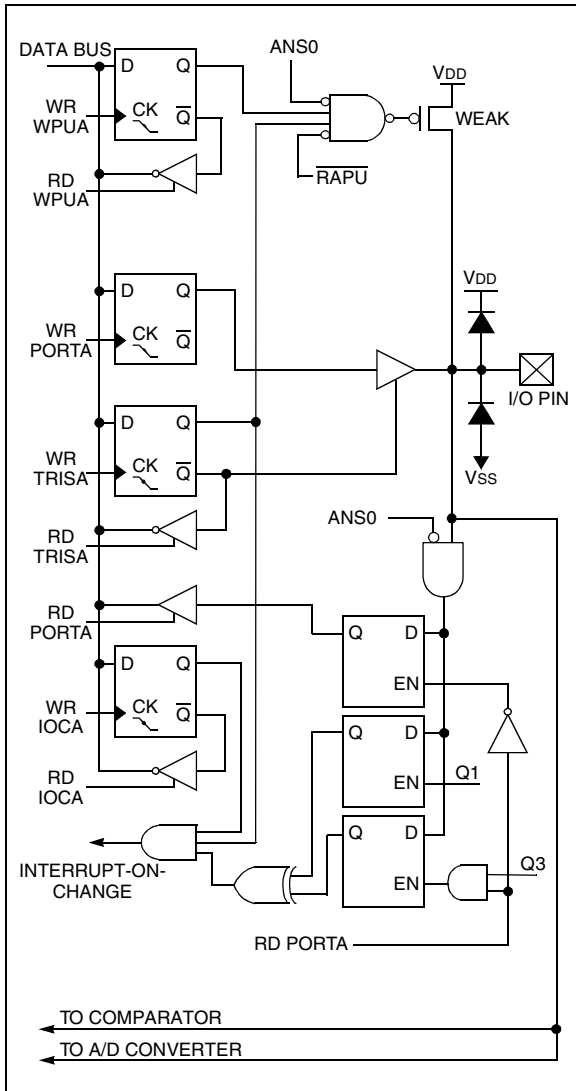 ANS0
DATA BUS
D Q
VDD
WR
WPUA
CK
Q
WEAK
RD
WPUA
RAPU
D Q
VDD
WR
PORTA
CK
Q
I/O PIN
D Q
WR
TRISA
CK
Q
VSS
ANS0
RD
TRISA
RD
PORTA
Q D
D Q
EN
WR
IOCA
CK
Q
Q D
RD
IOCA
EN
Q1
Q D
INTERRUPT-ON-
CHANGE
EN
Q3
RD PORTA
TO COMPARATOR
TO A/D CONVERTER